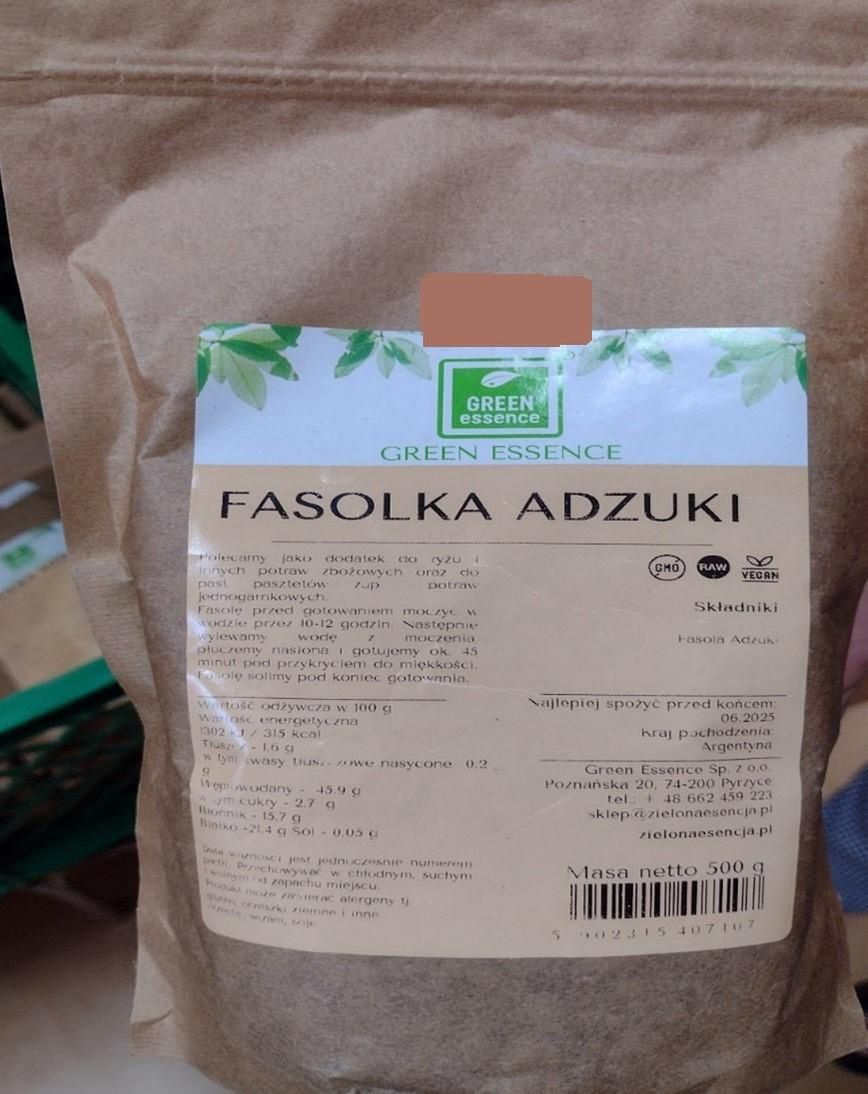 GREEN
essence
GREEN ESSENCE
FASOLKA ADZUKI
Polecamy jako dodatek do ryżu i
innych potraw zbożowych oraz do
past pasztetów zup potraw
jednogarnkowych.
Fasolę przed gotowaniem moczyć w
wodzie przez 10-12 godzin. Następnie
wylewamy wodę z moczenia,
płuczemy nasiona i gotujemy ok. 45
minut pod przykryciem do miękkości.
Fasolę solimy pod koniec gotowania.
GMO
RAW
VEGAN
Składniki
Fasola Adzuki
Wartość odżywcza w 100 g
Wartość energetyczna
1302 kJ / 315 kcal
Tłuszcz - 1,6 g
w tym kwasy tłuszczowe nasycone 0.2
g
Węglowodany - 45,9 g
w tym cukry - 2,7 g
Błonnik - 15,7 g
Białko -21,4 g Sól - 0,05 g
Data ważności jest jednocześnie numerem
partii. Przechowywać w chłodnym, suchym
i wolnym od zapachu miejscu.
Produkt może zawierać alergeny tj.
gluten, orzeszki ziemne i inne
orzechy, sezam, soję.
Najlepiej spożyć przed końcem:
06.2025
Kraj pochodzenia:
Argentyna
Green Essence Sp. z o.o.
Poznańska 20, 74-200 Pyrzyce
tel.: + 48 662 459 223
sklep@zielonaesencja.pl
zielonaesencja.pl
Masa netto 500 g
5 902315 407107